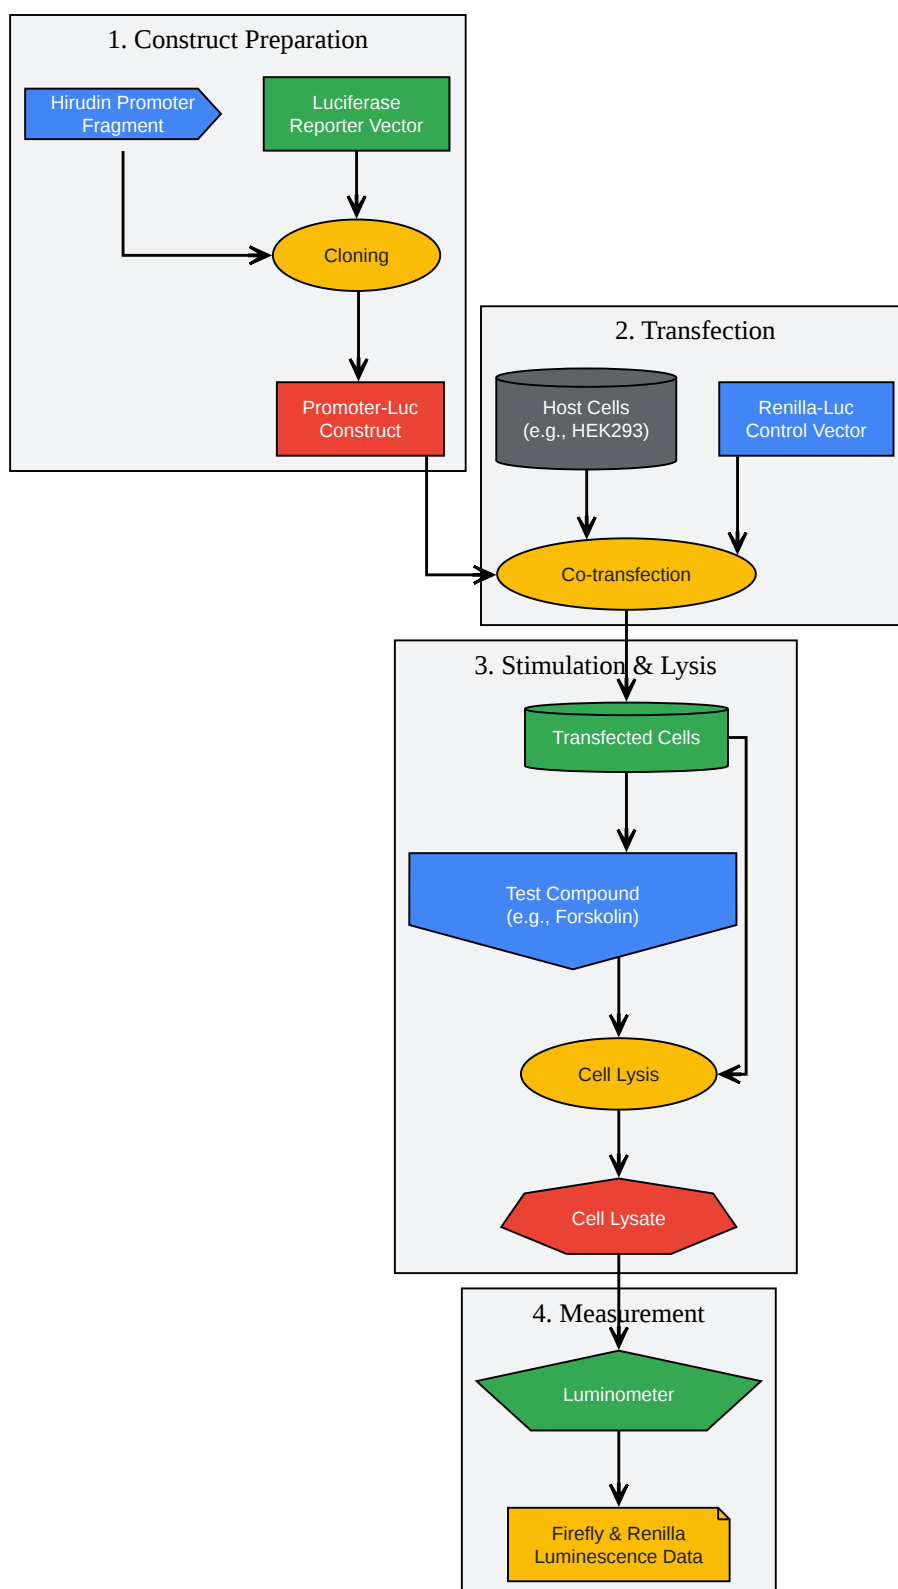 1. Construct Preparation
Hirudin Promoter
Fragment
Luciferase
Reporter Vector
Cloning
Promoter-Luc
Construct
2. Transfection
Host Cells
(e.g., HEK293)
Renilla-Luc
Control Vector
Co-transfection
3. Stimulation & Lysis
Transfected Cells
Test Compound
(e.g., Forskolin)
Cell Lysis
Cell Lysate
4. Measurement
Luminometer
Firefly & Renilla
Luminescence Data